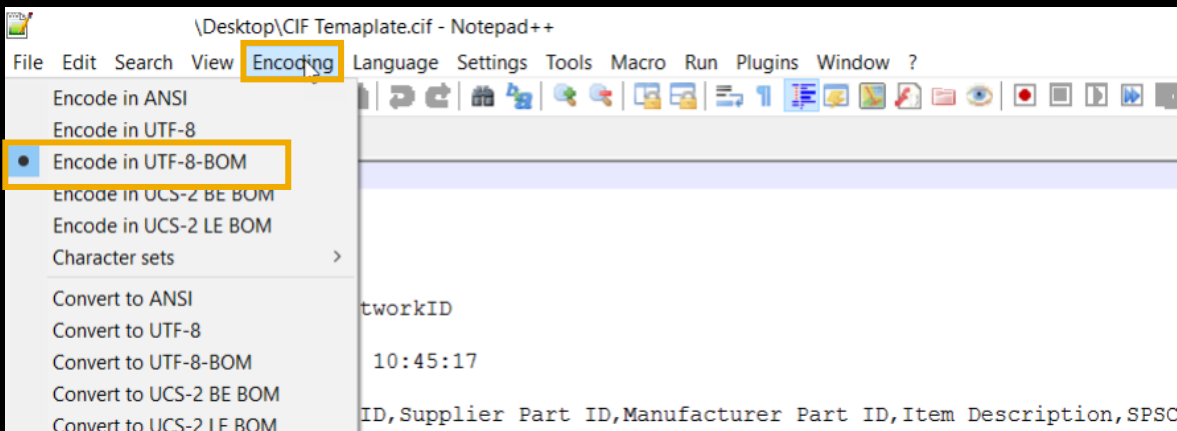 \Desktop\CIF Temaplate.cif - Notepad++
File Edit Search View Encoding Language Settings Tools Macro Run Plugins Window ?
Encode in ANSI
Encode in UTF-8
Encode in UTF-8-BOM
Encode in UCS-2 BE BOM
Encode in UCS-2 LE BOM
Character sets
Convert to ANSI
tworkID
Convert to UTF-8
Convert to UTF-8-BOM
10:45:17
Convert to UCS-2 BE BOM
ID,Supplier Part ID,Manufacturer Part ID,Item Description,SPSC
Convert to UCS-2 LE BOM